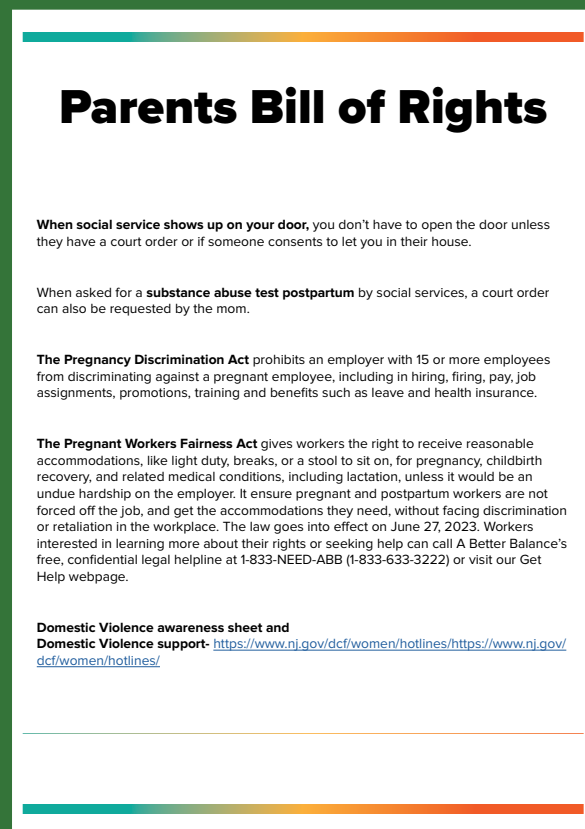 Parents Bill of Rights
When social service shows up on your door, you don't have to open the door unless
they have a court order or if someone consents to let you in their house.
When asked for a substance abuse test postpartum by social services, a court order
can also be requested by the mom.
The Pregnancy Discrimination Act prohibits an employer with 15 or more employees
from discriminating against a pregnant employee, including in hiring, firing, pay, job
assignments, promotions, training and benefits such as leave and health insurance.
The Pregnant Workers Fairness Act gives workers the right to receive reasonable
accommodations, like light duty, breaks, or a stool to sit on, for pregnancy, childbirth
recovery, and related medical conditions, including lactation, unless it would be an
undue hardship on the employer. It ensure pregnant and postpartum workers are not
forced off the job, and get the accommodations they need, without facing discrimination
or retaliation in the workplace. The law goes into effect on June 27, 2023. Workers
interested in learning more about their rights or seeking help can call A Better Balance's
free, confidential legal helpline at 1-833-NEED-ABB (1-833-633-3222) or visit our Get
Help webpage.
Domestic Violence awareness sheet and
Domestic Violence support- https://www.nj.gov/dcf/women/hotlines/https://www.nj.gov/
dcf/women/hotlines/